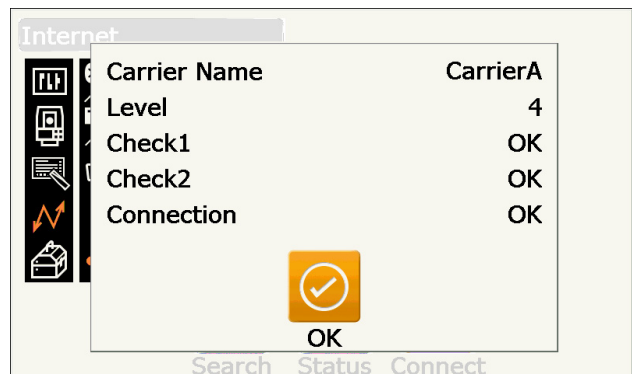 Internet
Carrier Name CarrierA
Level 4
Check1 OK
Check2 OK
Connection OK
OK
Search Status Connect